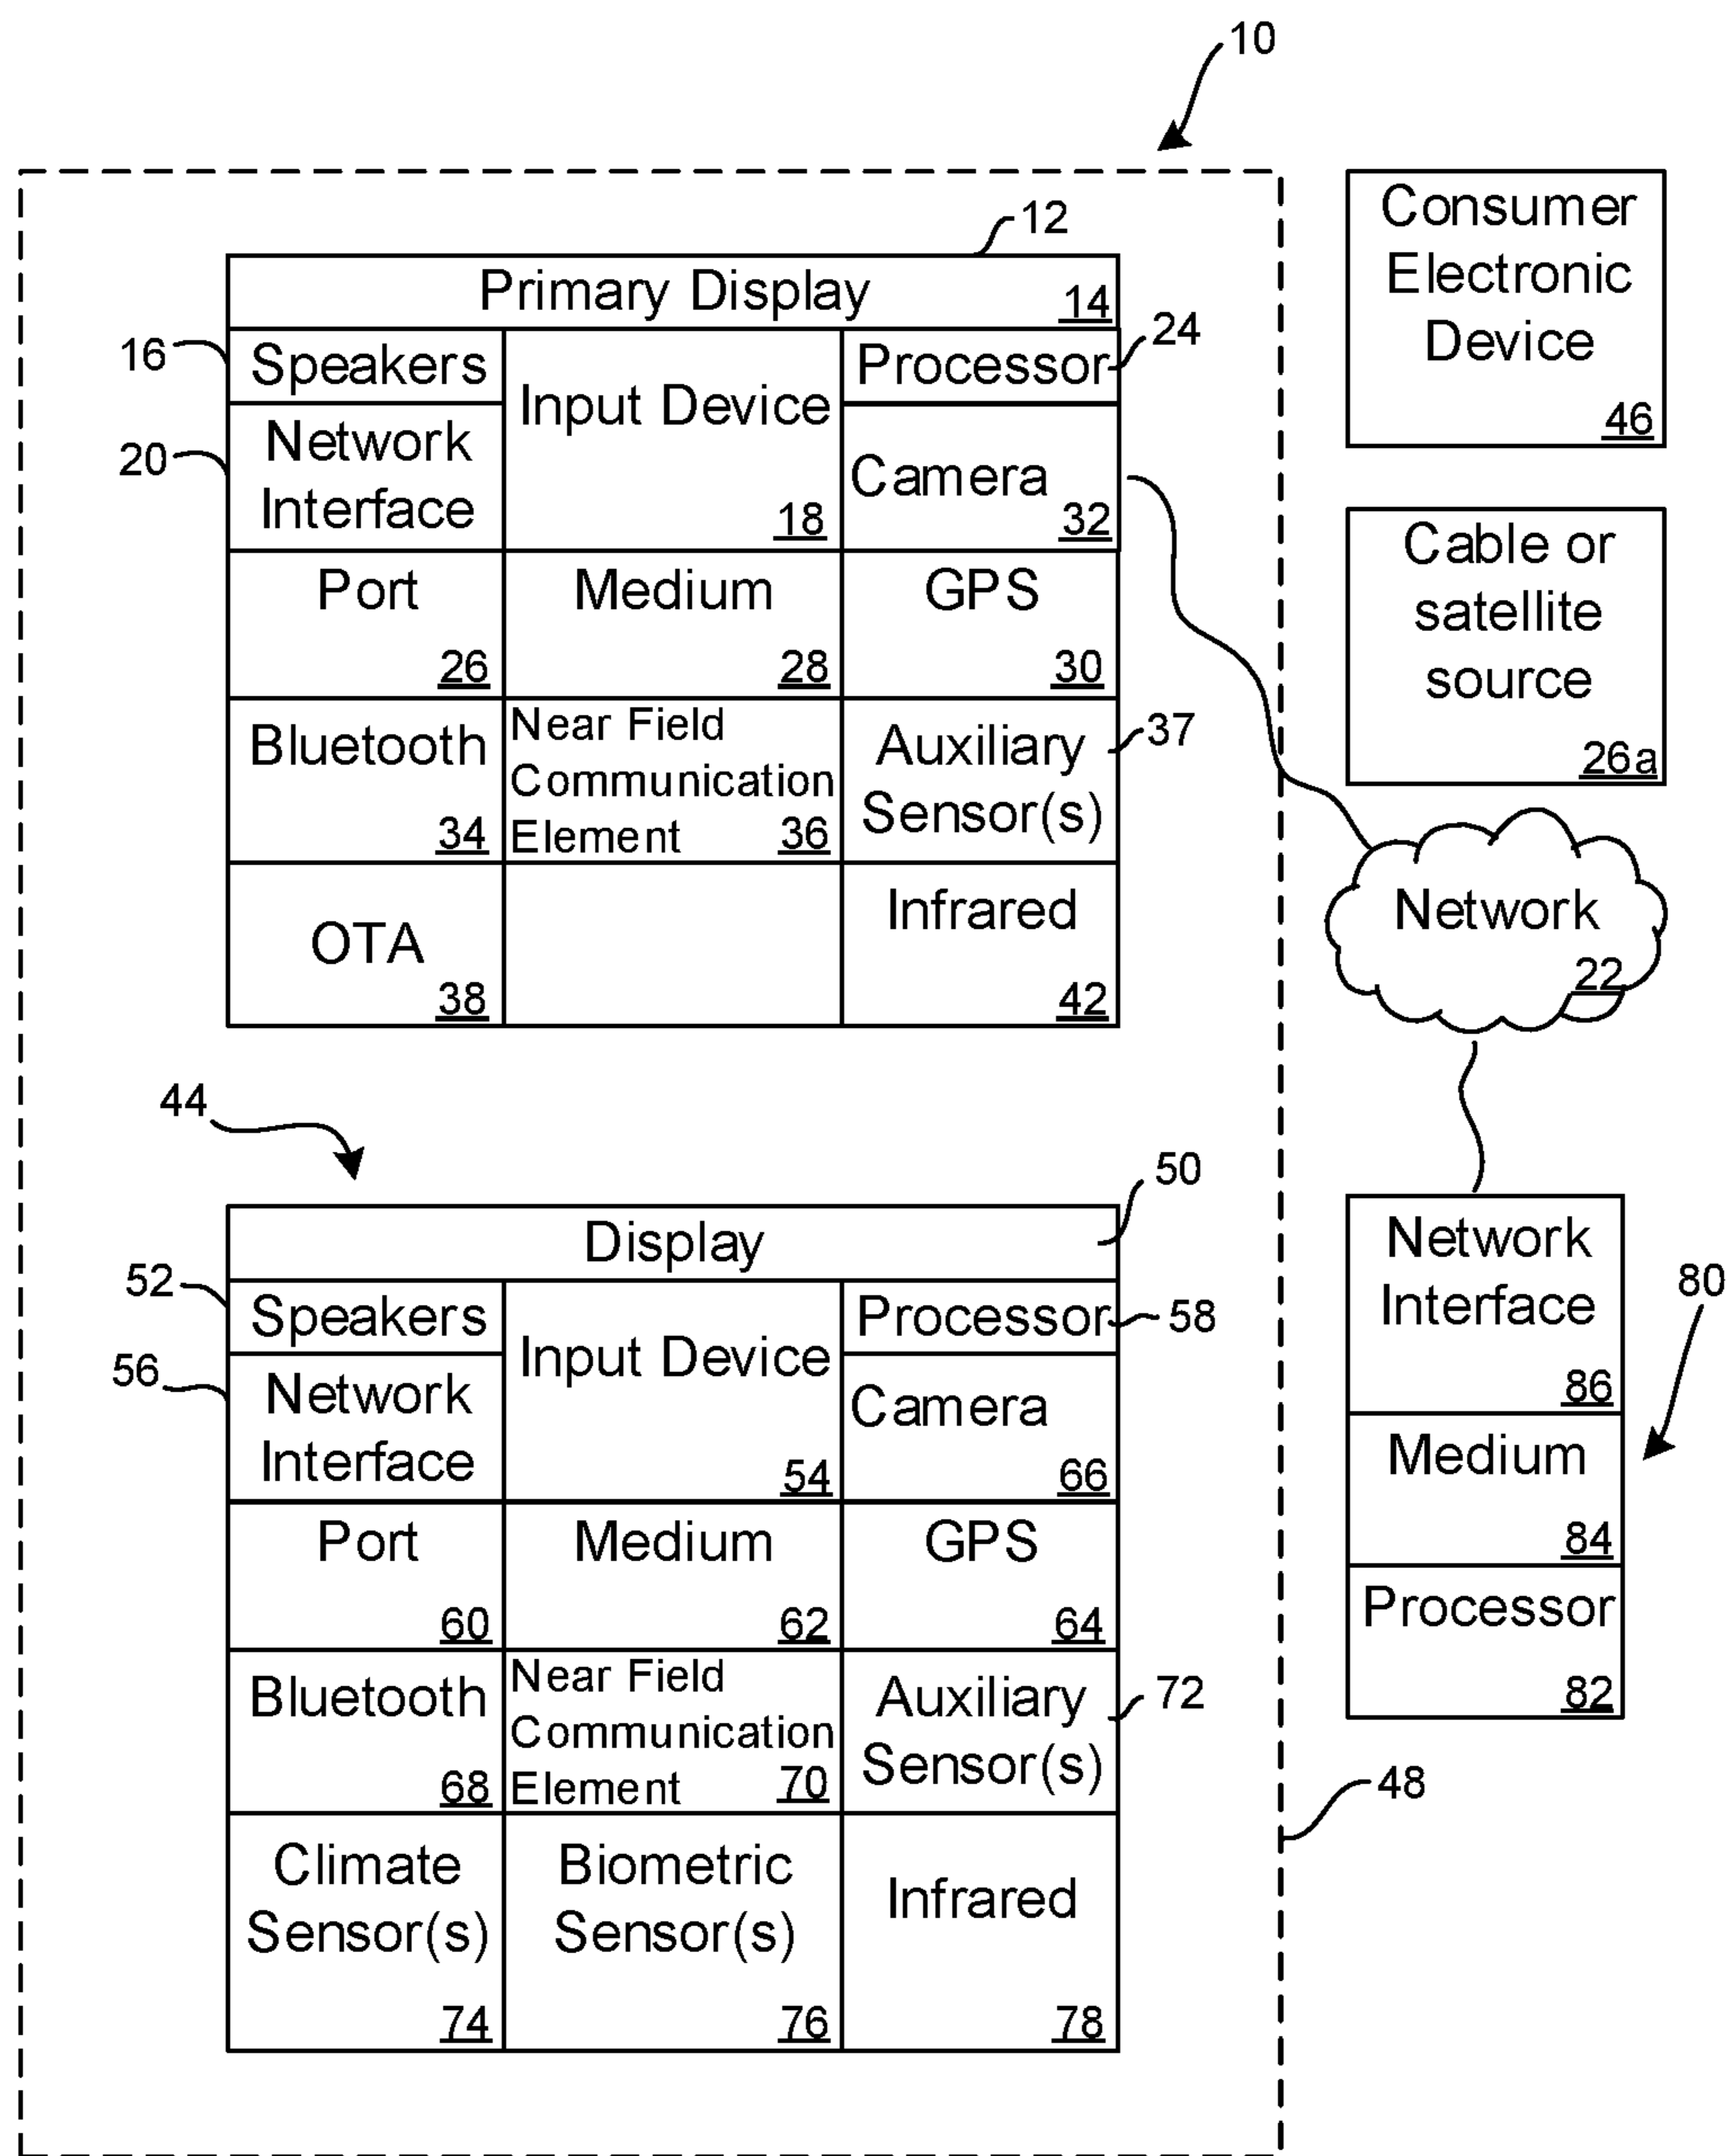 10
12
Primary Display
14
16
Speakers
Input Device
18
Processor
24
20
Network
Interface
Camera
32
Port
26
Medium
28
GPS
30
Bluetooth
34
Near Field
Communication
Element 36
Auxiliary
Sensor(s)
37
OTA
38
Infrared
42
Consumer
Electronic
Device
46
Cable or
satellite
source
26a
Network
22
44
50
Display
52
Speakers
Input Device
54
Processor
58
56
Network
Interface
Camera
66
Port
60
Medium
62
GPS
64
Bluetooth
68
Near Field
Communication
Element 70
Auxiliary
Sensor(s)
72
Climate
Sensor(s)
74
Biometric
Sensor(s)
76
Infrared
78
48
Network
Interface
86
80
Medium
84
Processor
82